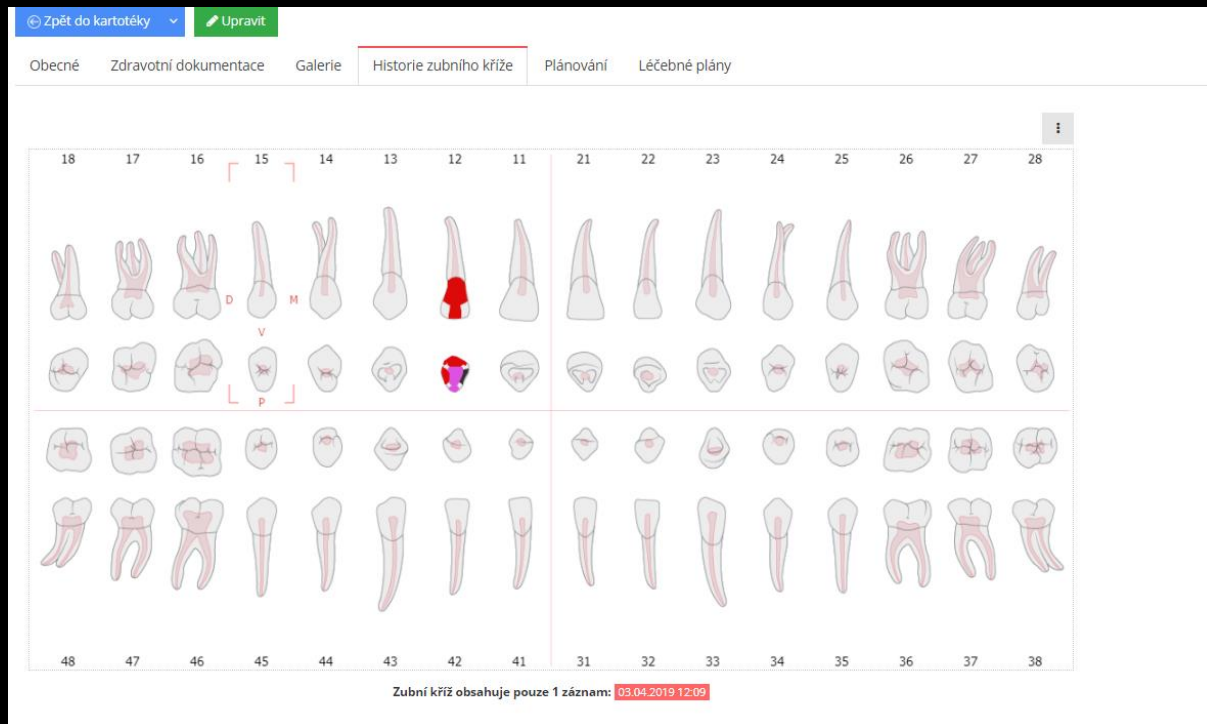 Zpět do kartotéky Upravit
Obecné Zdravotní dokumentace Galerie Historie zubního kříže Plánování Léčebné plány
18 17 16 15 14 13 12 11 21 22 23 24 25 26 27 28
D M
V
P
48 47 46 45 44 43 42 41 31 32 33 34 35 36 37 38
Zubní kříž obsahuje pouze 1 záznam: 03.04.2019 12:09